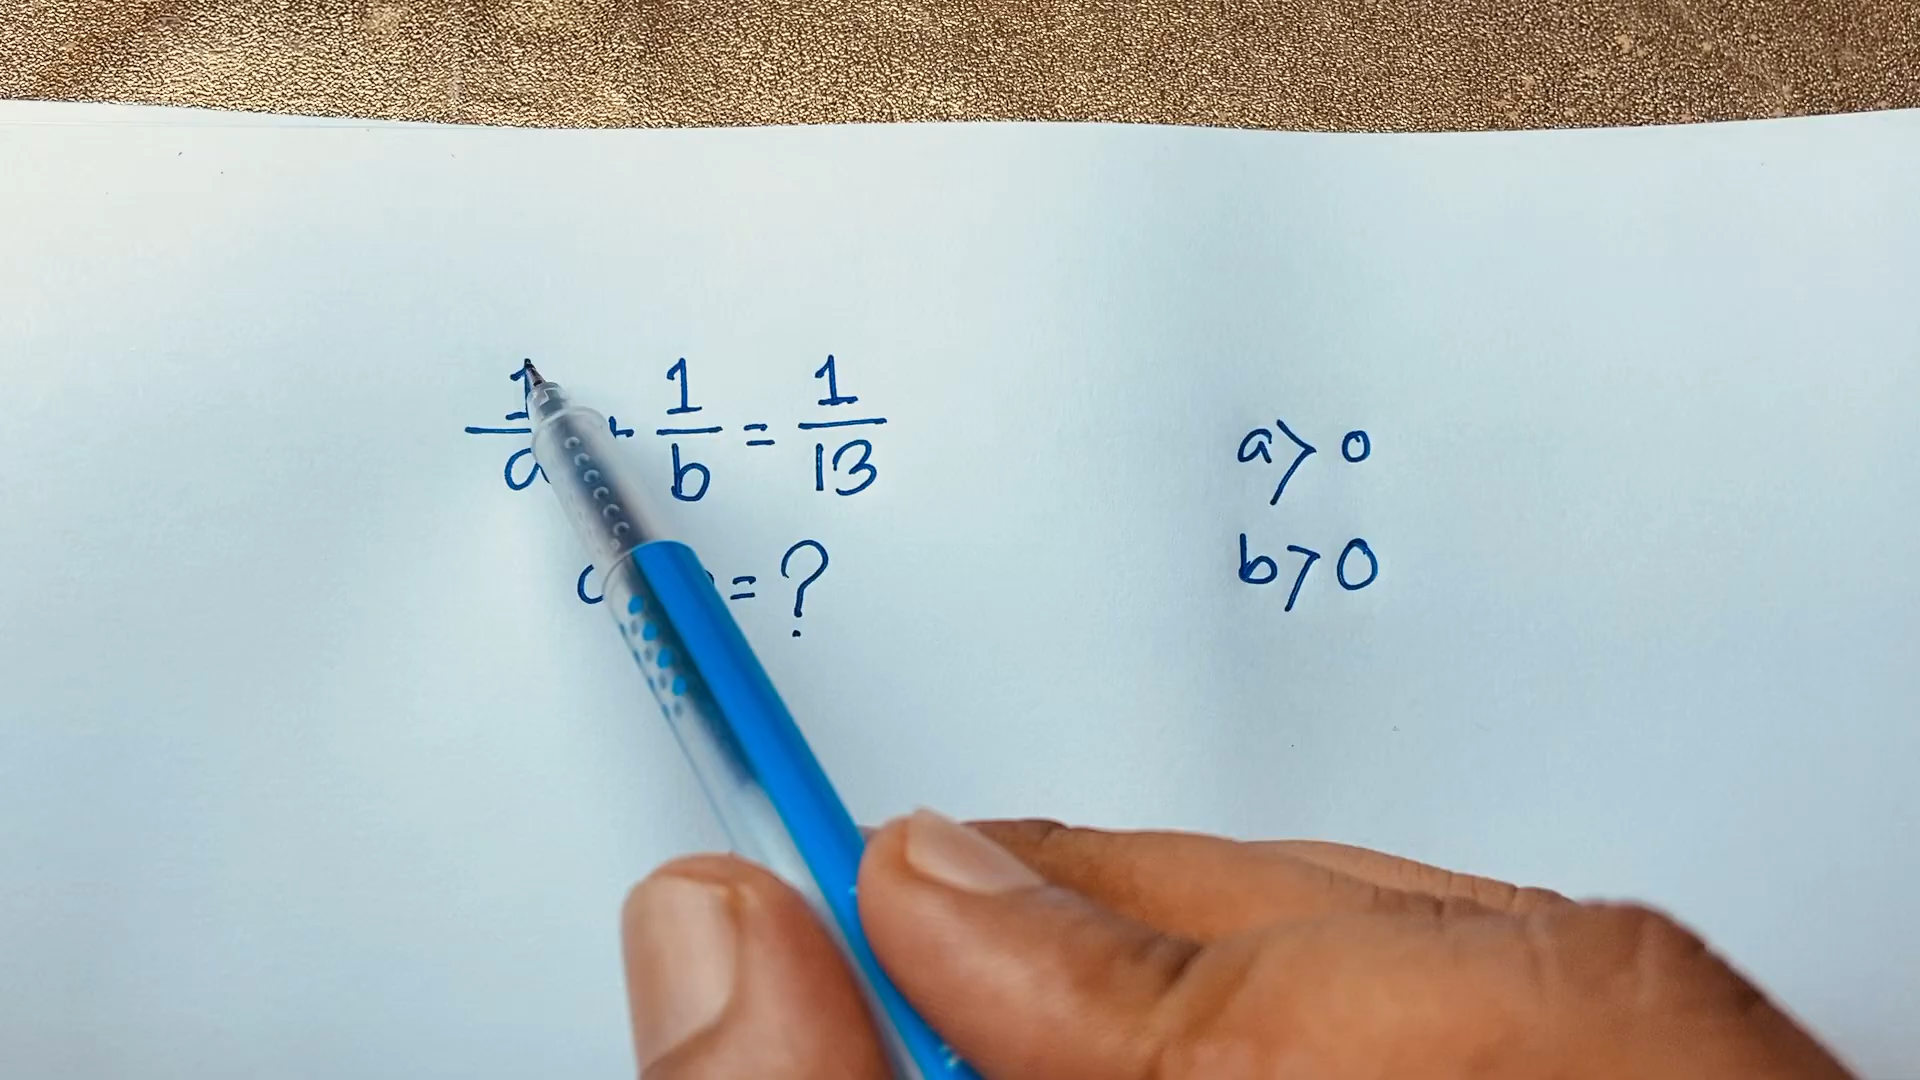 1/a + 1/b = 1/13
= ?
a > 0
b > 0